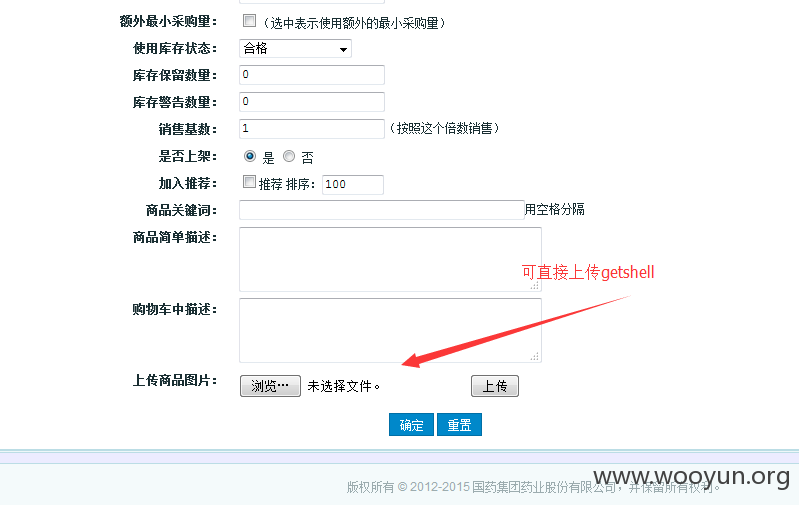 额外最小采购量： （选中表示使用额外的最小采购量）
使用库存状态： 合格
库存保留数量： 0
库存警告数量： 0
销售基数： 1 （按照这个倍数销售）
是否上架： 是 否
加入推荐： 推荐 排序： 100
商品关键词： 用空格分隔
商品简单描述：
可直接上传getshell
购物车中描述：
上传商品图片： 浏览… 未选择文件。 上传
确定 重置
www.wooyun.org
版权所有 © 2012-2015 国药集团药业股份有限公司，并保留所有权利。